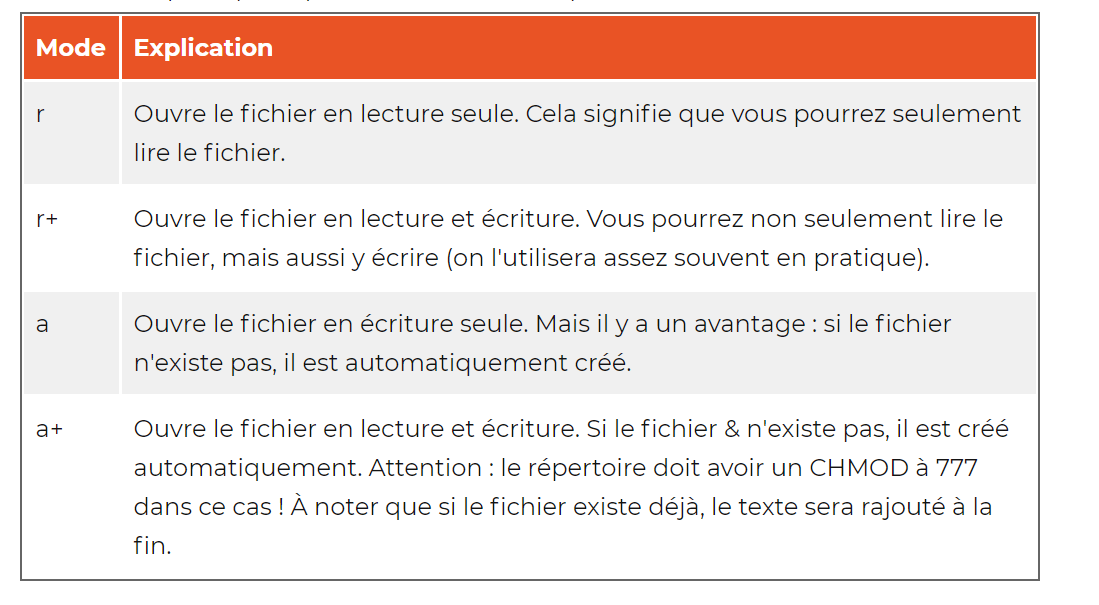 Mode Explication
r Ouvre le fichier en lecture seule. Cela signifie que vous pourrez seulement
lire le fichier.
r+ Ouvre le fichier en lecture et écriture. Vous pourrez non seulement lire le
fichier, mais aussi y écrire (on l'utilisera assez souvent en pratique).
a Ouvre le fichier en écriture seule. Mais il y a un avantage : si le fichier
n'existe pas, il est automatiquement créé.
a+ Ouvre le fichier en lecture et écriture. Si le fichier & n'existe pas, il est créé
automatiquement. Attention : le répertoire doit avoir un CHMOD à 777
dans ce cas ! À noter que si le fichier existe déjà, le texte sera rajouté à la
fin.